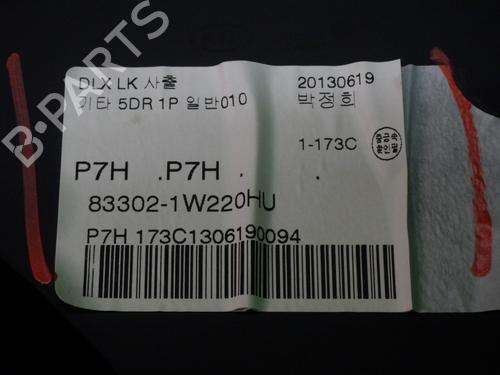 B-PARTS
DLX LK 사출 20130619
기타 5DR 1P 일반010 박정희
1-173C
P7H .P7H . .
83302-1W220HU
P7H 173C1306190094